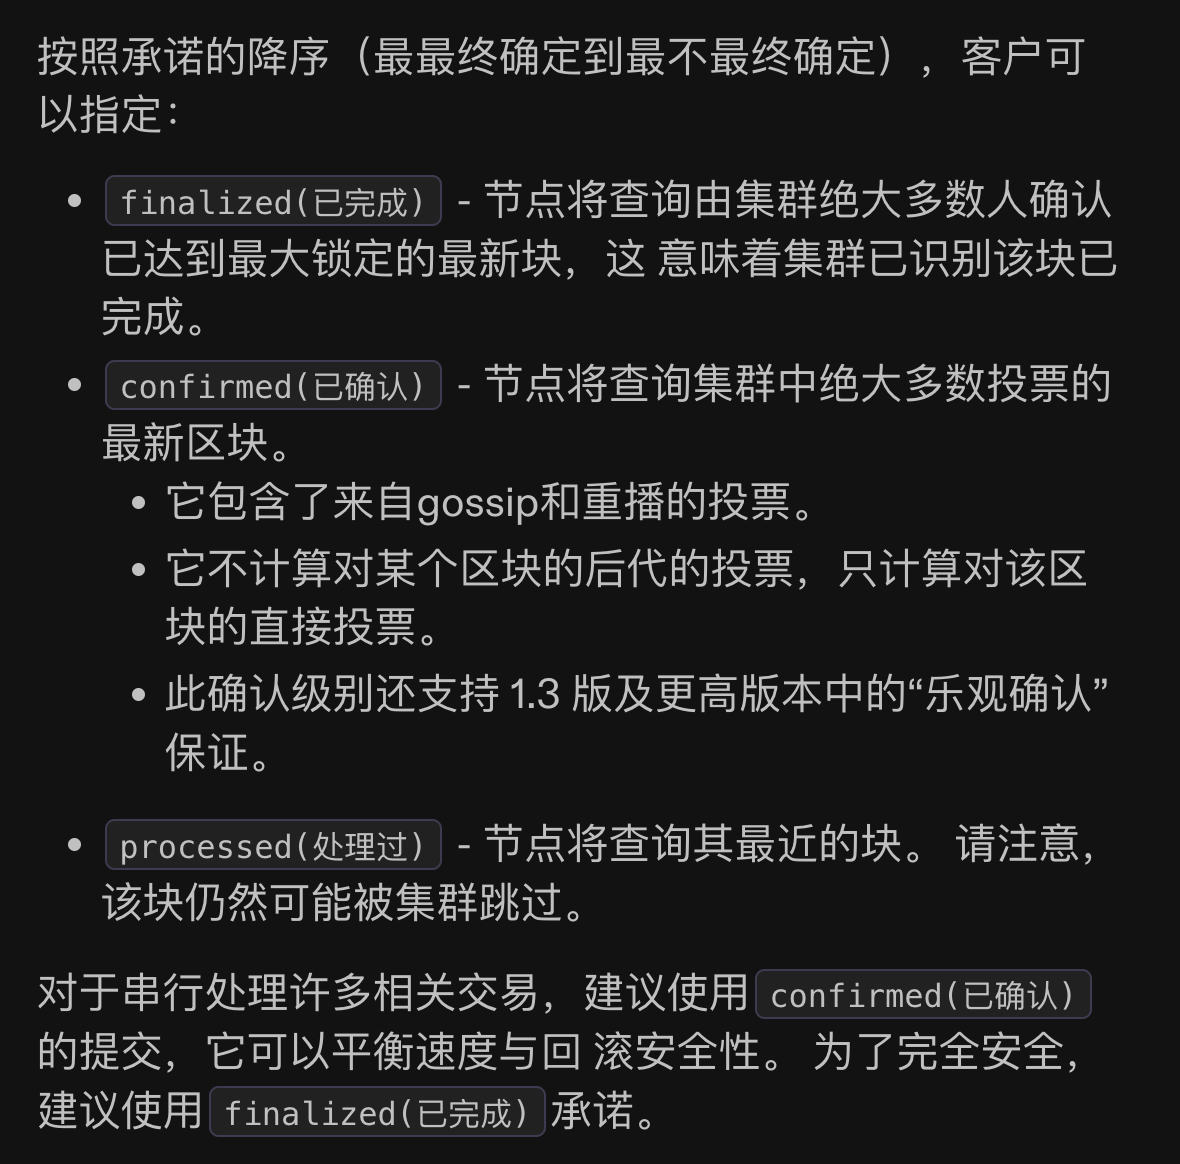 按照承诺的降序（最最终确定到最不最终确定），客户可
以指定：
• finalized(已完成) - 节点将查询由集群绝大多数人确认
已达到最大锁定的最新块，这 意味着集群已识别该块已
完成。
• confirmed(已确认) - 节点将查询集群中绝大多数投票的
最新区块。
• 它包含了来自gossip和重播的投票。
• 它不计算对某个区块的后代的投票，只计算对该区
块的直接投票。
• 此确认级别还支持 1.3 版及更高版本中的“乐观确认”
保证。
• processed(处理过) - 节点将查询其最近的块。 请注意，
该块仍然可能被集群跳过。
对于串行处理许多相关交易，建议使用 confirmed(已确认)
的提交，它可以平衡速度与回 滚安全性。 为了完全安全，
建议使用 finalized(已完成) 承诺。